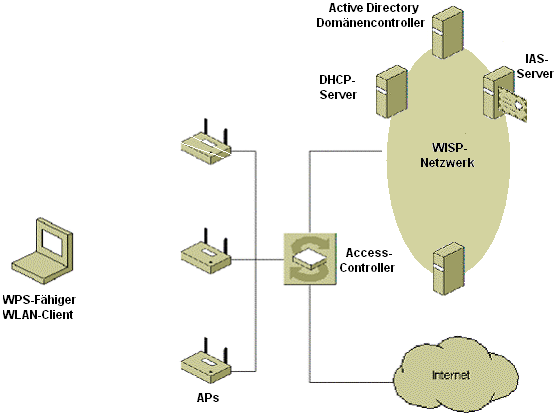 Active Directory
Domänencontroller
IAS-
Server
DHCP-
Server
WISP-
Netzwerk
Access-
Controller
WPS-Fähiger
WLAN-Client
APs
Internet